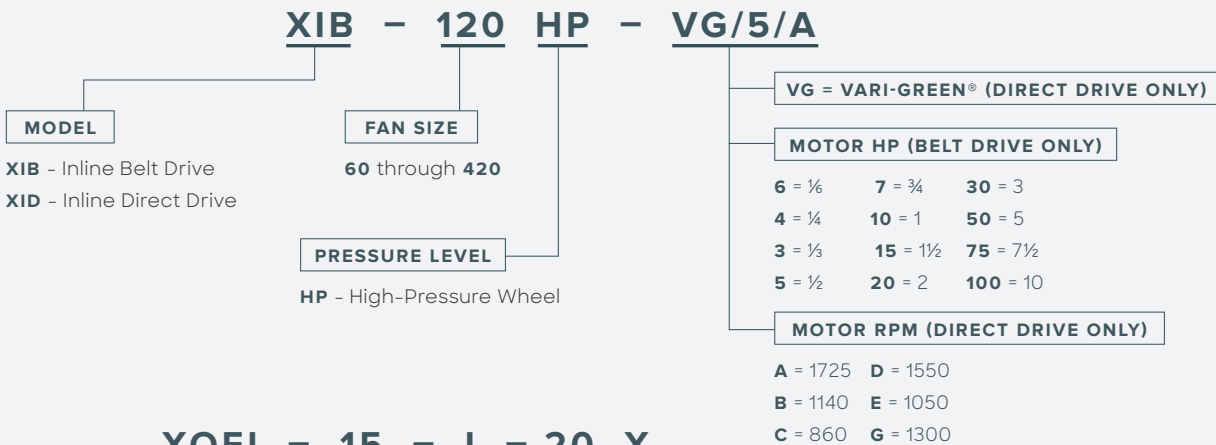 XIB – 120 HP – VG/5/A
MODEL
XIB – Inline Belt Drive
XID – Inline Direct Drive
FAN SIZE
60 through 420
PRESSURE LEVEL
HP – High-Pressure Wheel
VG = VARI-GREEN® (DIRECT DRIVE ONLY)
MOTOR HP (BELT DRIVE ONLY)
6 = ⅙ 7 = ¾ 30 = 3
4 = ¼ 10 = 1 50 = 5
3 = ⅓ 15 = 1½ 75 = 7½
5 = ½ 20 = 2 100 = 10
MOTOR RPM (DIRECT DRIVE ONLY)
A = 1725 D = 1550
B = 1140 E = 1050
C = 860 G = 1300